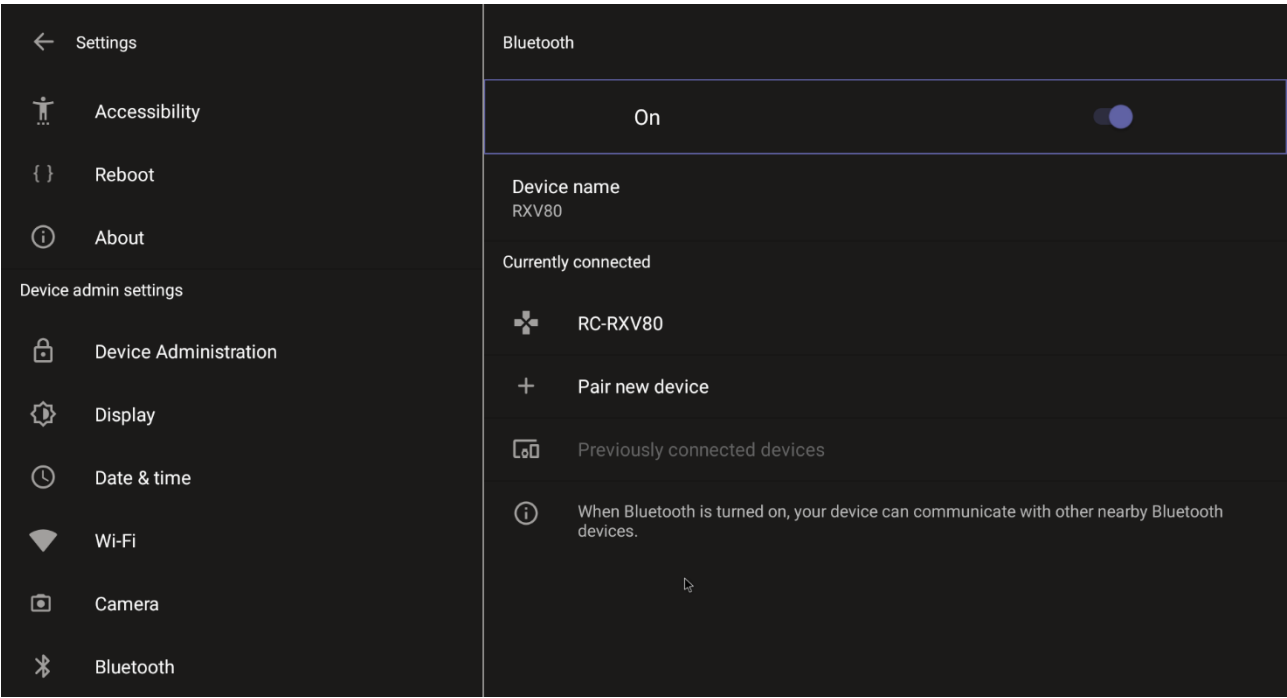 Settings
Accessibility
Reboot
About
Device admin settings
Device Administration
Display
Date & time
Wi-Fi
Camera
Bluetooth
Bluetooth
On
Device name
RXV80
Currently connected
RC-RXV80
Pair new device
Previously connected devices
When Bluetooth is turned on, your device can communicate with other nearby Bluetooth
devices.